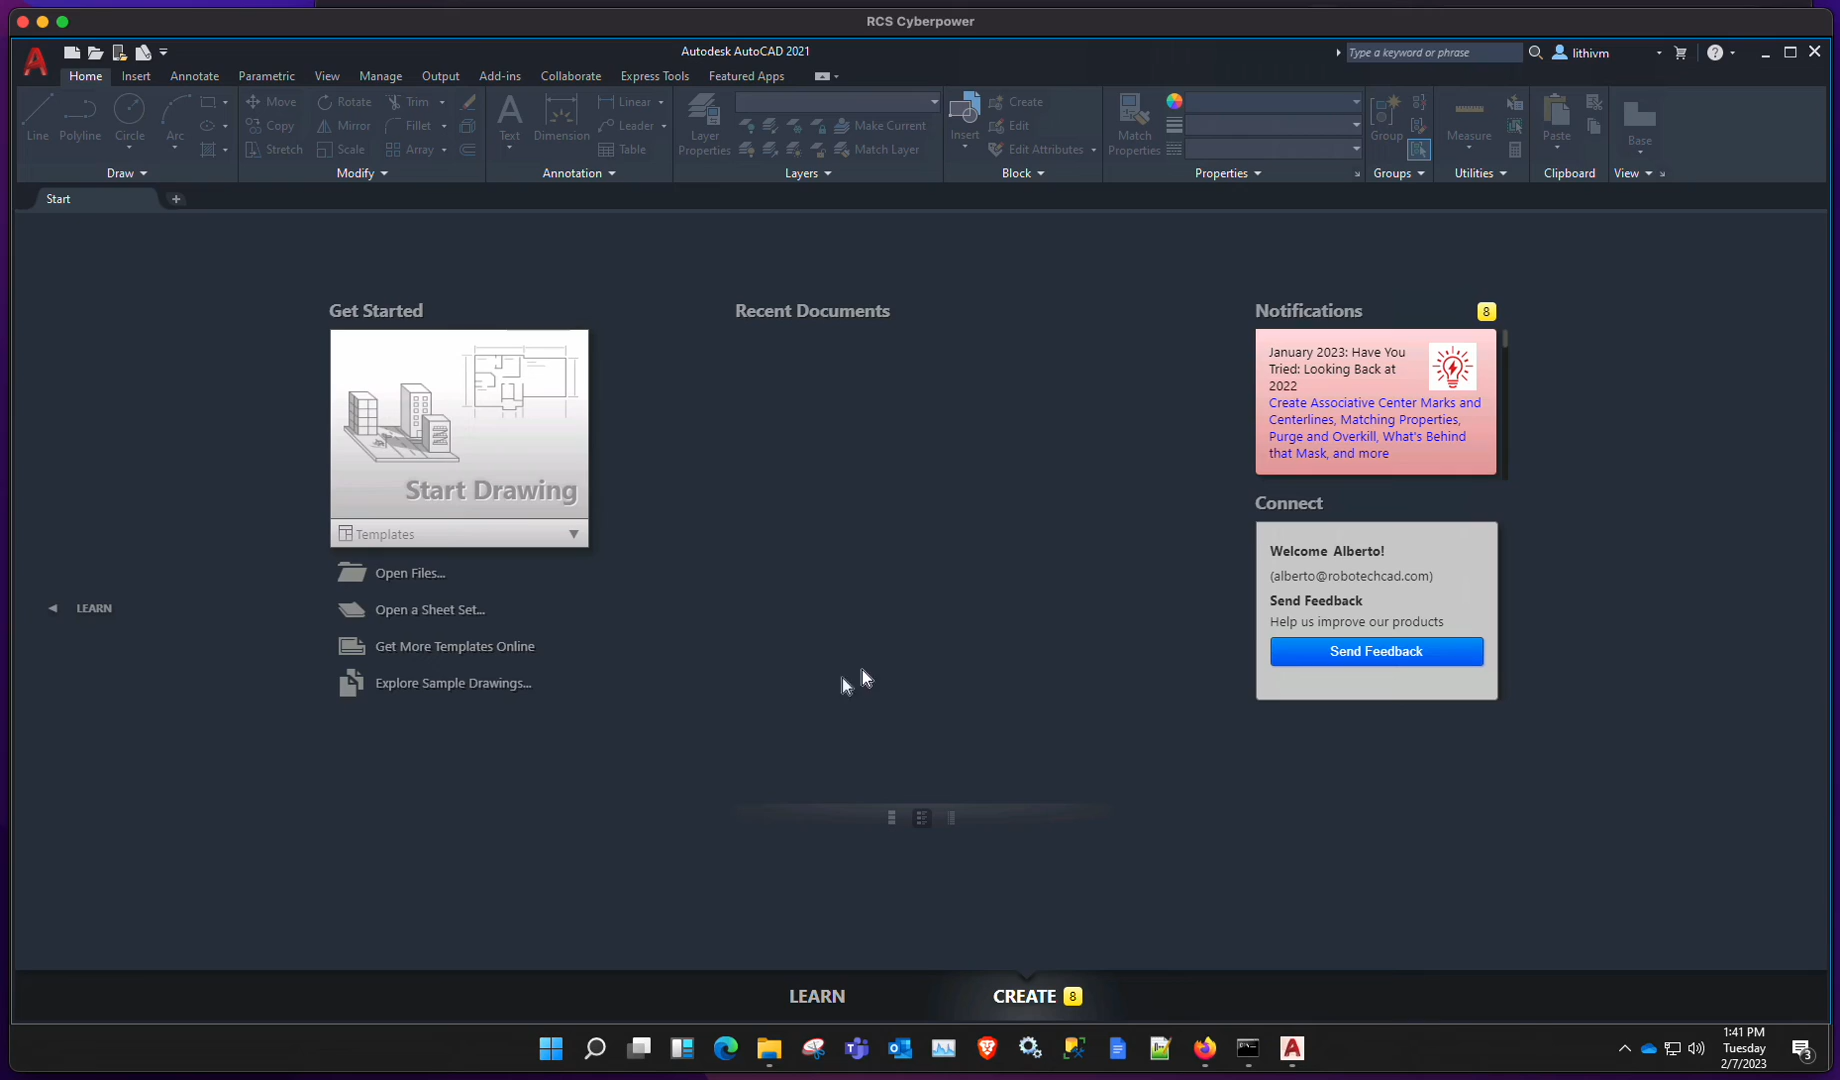 RCS Cyberpower
Autodesk AutoCAD 2021
Type a keyword or phrase
lithivm
Home Insert Annotate Parametric View Manage Output Add-ins Collaborate Express Tools Featured Apps
Line Polyline Circle Arc
Move Rotate Trim
Copy Mirror Fillet
Stretch Scale Array
Text Dimension
Linear
Leader
Table
Layer
Properties
Make Current
Match Layer
Insert
Create
Edit
Edit Attributes
Match
Properties
Group
Measure
Paste
Base
Draw Modify Annotation Layers Block Properties Groups Utilities Clipboard View
Start
Get Started
Start Drawing
Templates
Open Files...
Open a Sheet Set...
Get More Templates Online
Explore Sample Drawings...
LEARN
Recent Documents
Notifications 8
January 2023: Have You
Tried: Looking Back at
2022
Create Associative Center Marks and
Centerlines, Matching Properties,
Purge and Overkill, What's Behind
that Mask, and more
Connect
Welcome Alberto!
(alberto@robotechcad.com)
Send Feedback
Help us improve our products
Send Feedback
LEARN CREATE 8
1:41 PM
Tuesday
2/7/2023
3